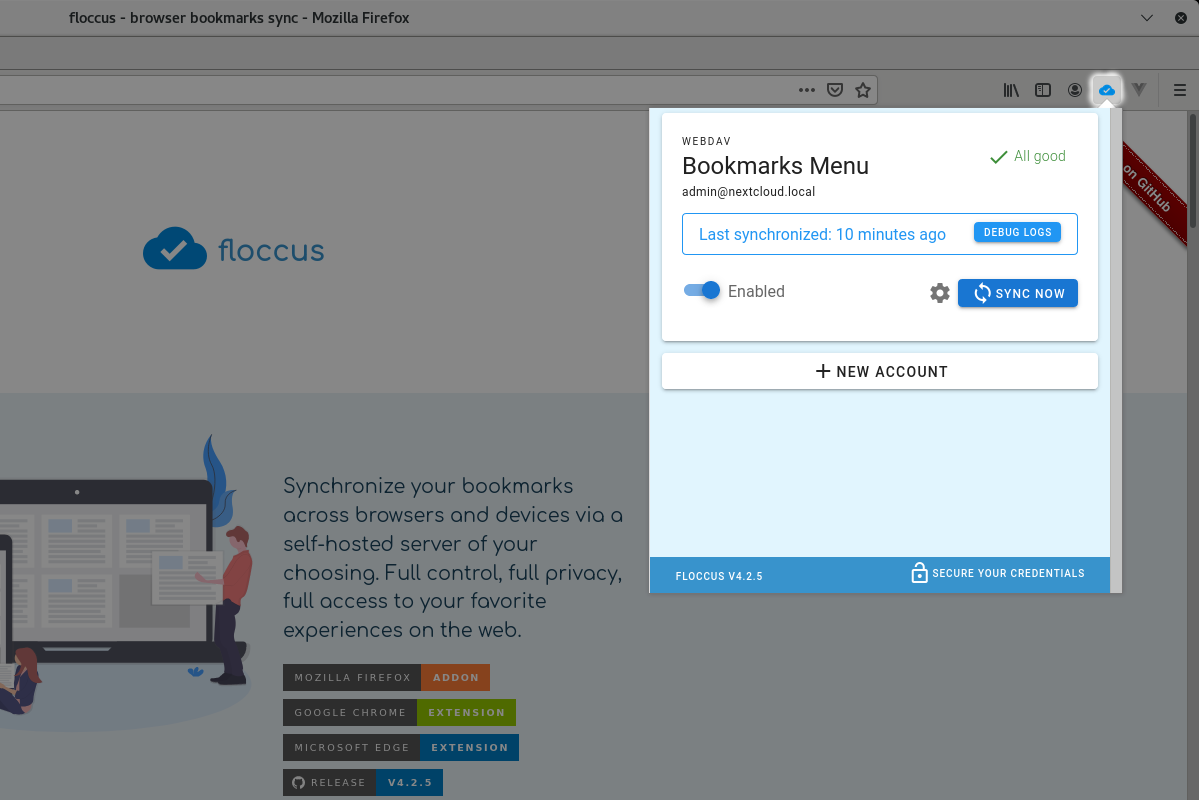 floccus - browser bookmarks sync - Mozilla Firefox
WEBDAV
Bookmarks Menu
admin@nextcloud.local
All good
Last synchronized: 10 minutes ago
DEBUG LOGS
Enabled
SYNC NOW
NEW ACCOUNT
FLOCCUS V4.2.5
SECURE YOUR CREDENTIALS
on GitHub
floccus
Synchronize your bookmarks
across browsers and devices via a
self-hosted server of your
choosing. Full control, full privacy,
full access to your favorite
experiences on the web.
MOZILLA FIREFOX ADDON
GOOGLE CHROME EXTENSION
MICROSOFT EDGE EXTENSION
RELEASE V4.2.5